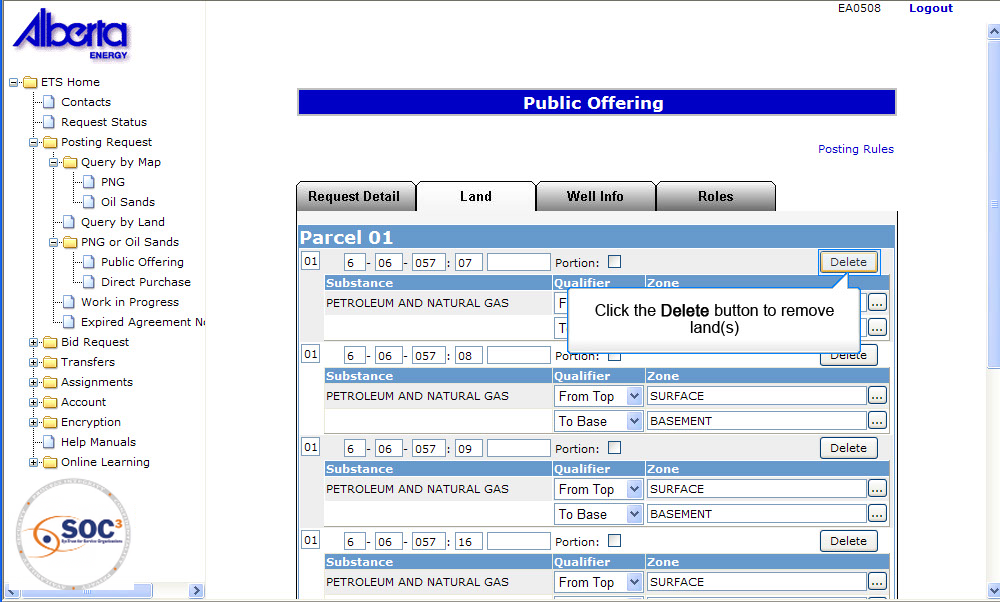 EA0508 Logout
Alberta
ENERGY
ETS Home
Contacts
Request Status
Posting Request
Query by Map
PNG
Oil Sands
Query by Land
PNG or Oil Sands
Public Offering
Direct Purchase
Work in Progress
Expired Agreement No
Bid Request
Transfers
Assignments
Account
Encryption
Help Manuals
Online Learning
SOC3
Public Offering
Posting Rules
Request Detail Land Well Info Roles
Parcel 01
01 6 - 06 - 057 : 07 Portion: Delete
Substance Qualifier Zone
PETROLEUM AND NATURAL GAS F ...
T ...
Click the Delete button to remove
land(s)
01 6 - 06 - 057 : 08 Portion: Delete
Substance Qualifier Zone
PETROLEUM AND NATURAL GAS From Top SURFACE ...
To Base BASEMENT ...
01 6 - 06 - 057 : 09 Portion: Delete
Substance Qualifier Zone
PETROLEUM AND NATURAL GAS From Top SURFACE ...
To Base BASEMENT ...
01 6 - 06 - 057 : 16 Portion: Delete
Substance Qualifier Zone
PETROLEUM AND NATURAL GAS From Top SURFACE ...